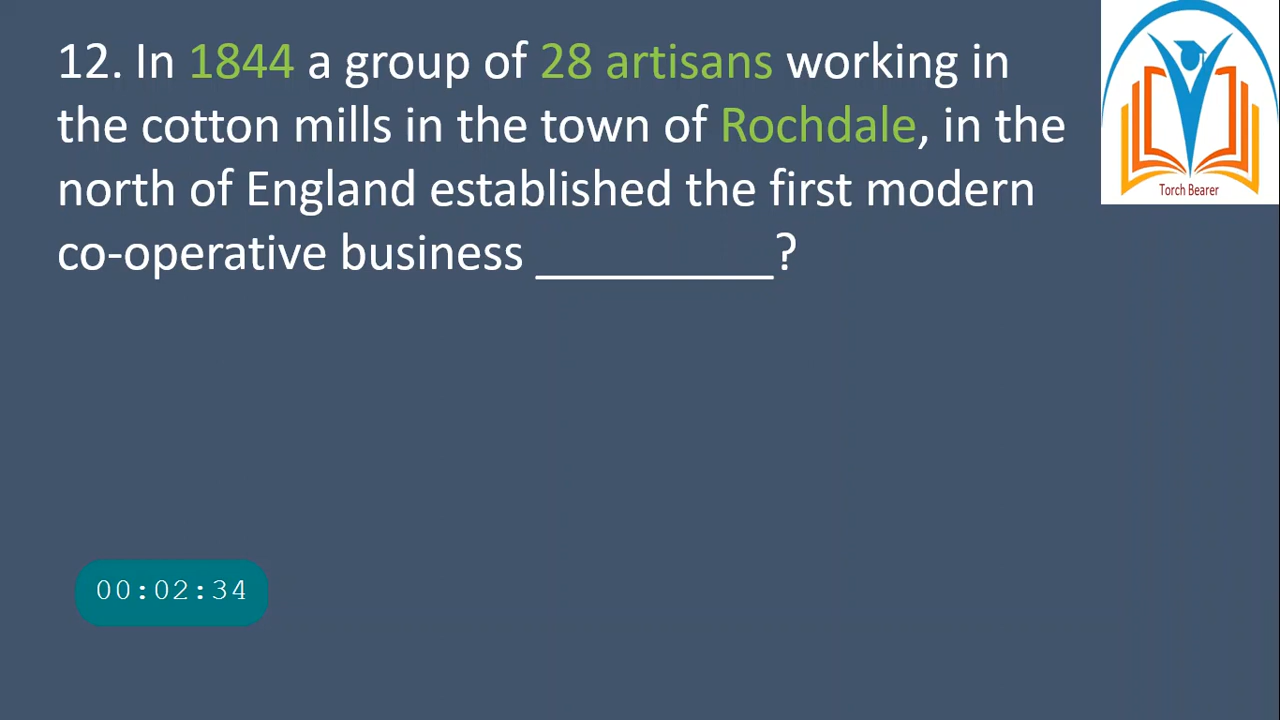 12. In 1844 a group of 28 artisans working in
the cotton mills in the town of Rochdale, in the
north of England established the first modern
co-operative business _________?
Torch Bearer
00:02:34